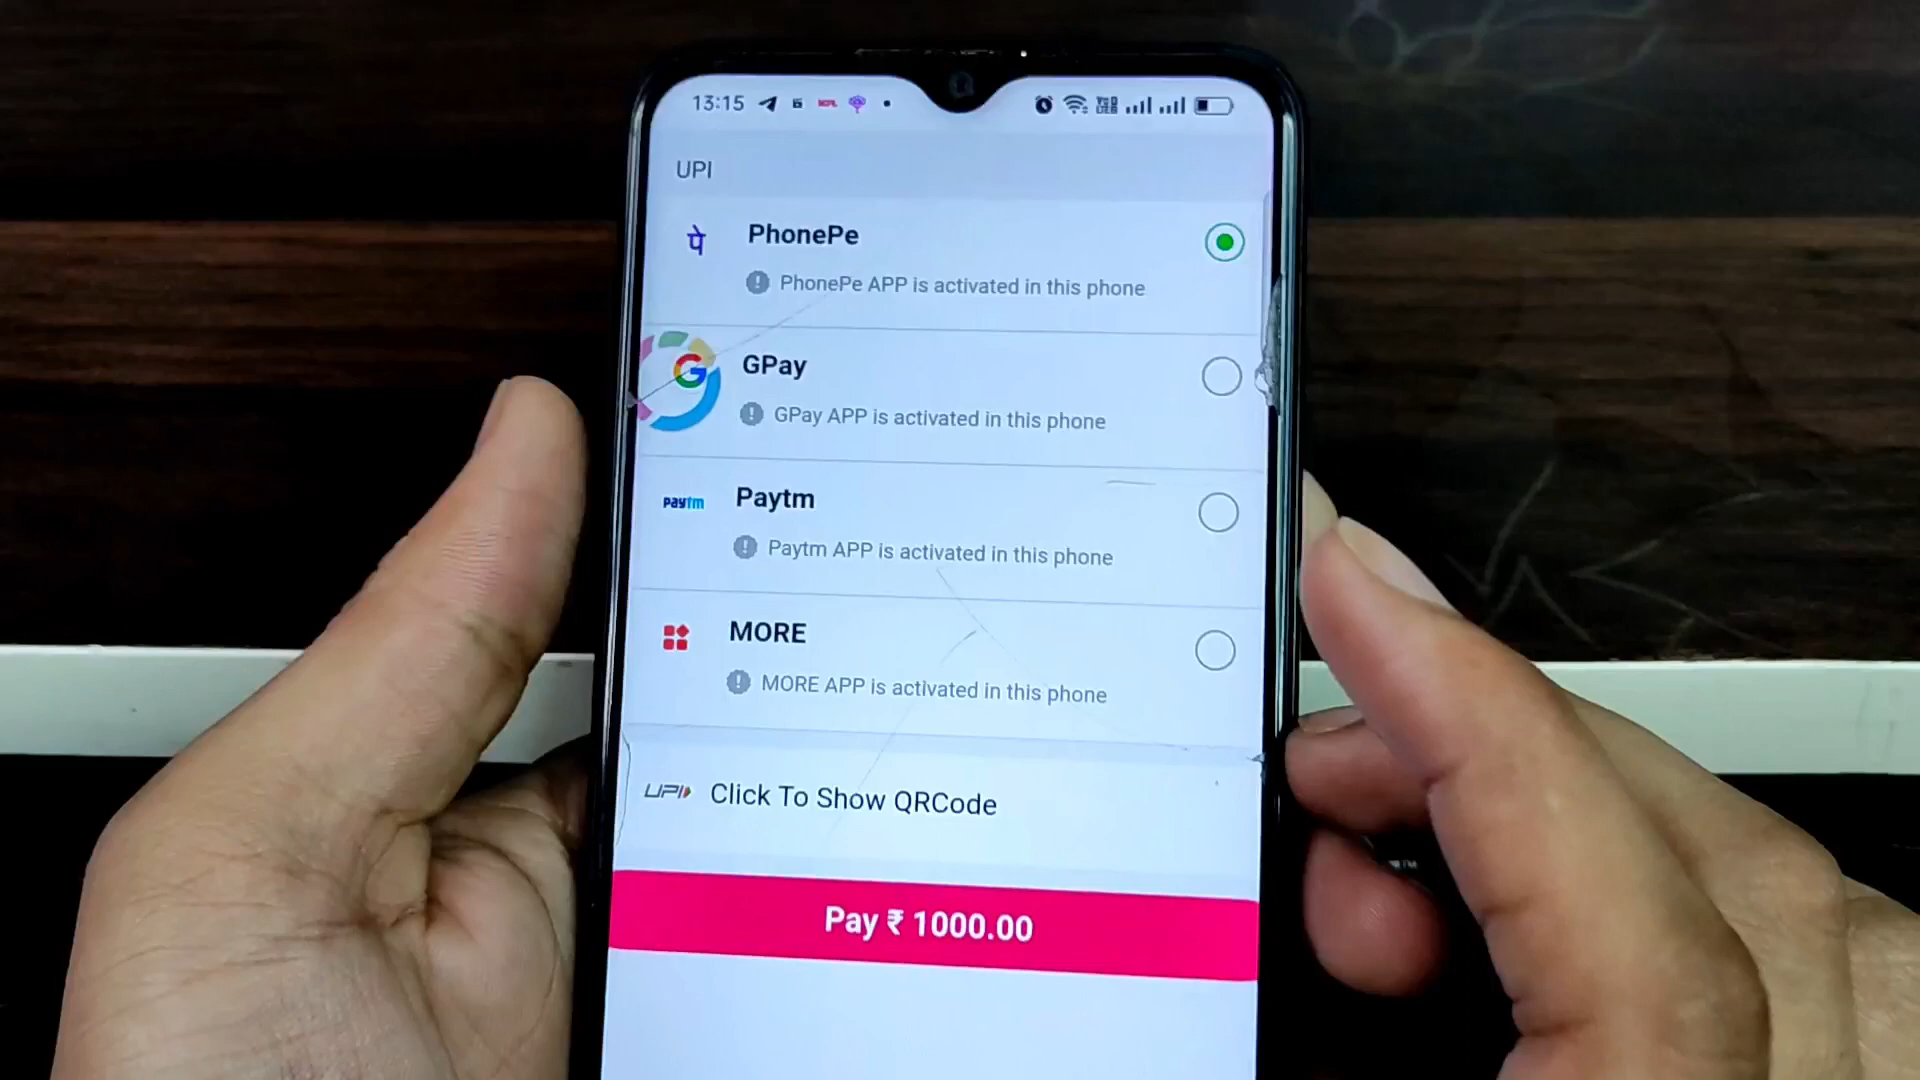 13:15
UPI
पे
PhonePe
PhonePe APP is activated in this phone
G
GPay
GPay APP is activated in this phone
paytm
Paytm
Paytm APP is activated in this phone
MORE
MORE APP is activated in this phone
UPI
Click To Show QRCode
Pay ₹ 1000.00